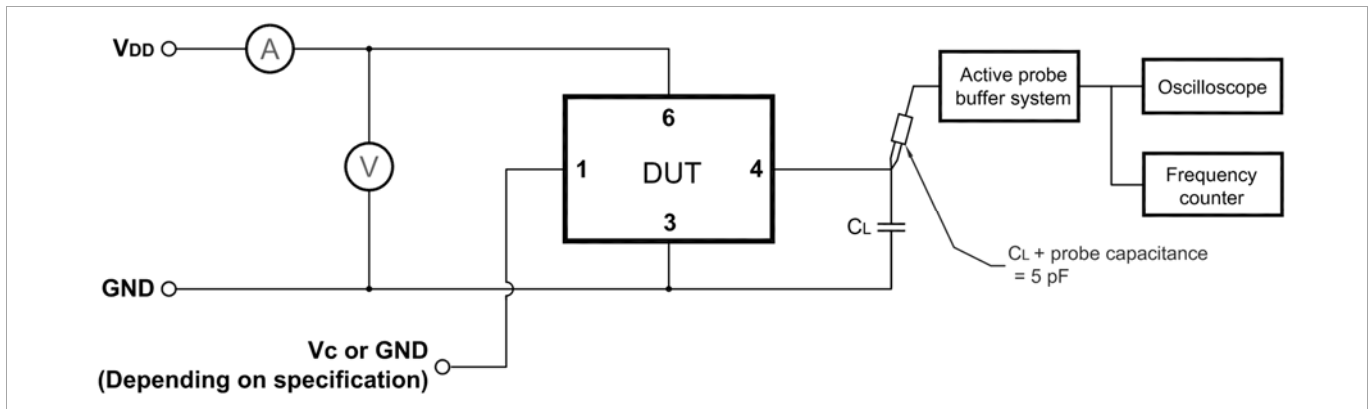 VDD
A
V
6
1
DUT
4
3
CL
Active probe
buffer system
Oscilloscope
Frequency
counter
CL + probe capacitance
= 5 pF
GND
Vc or GND
(Depending on specification)